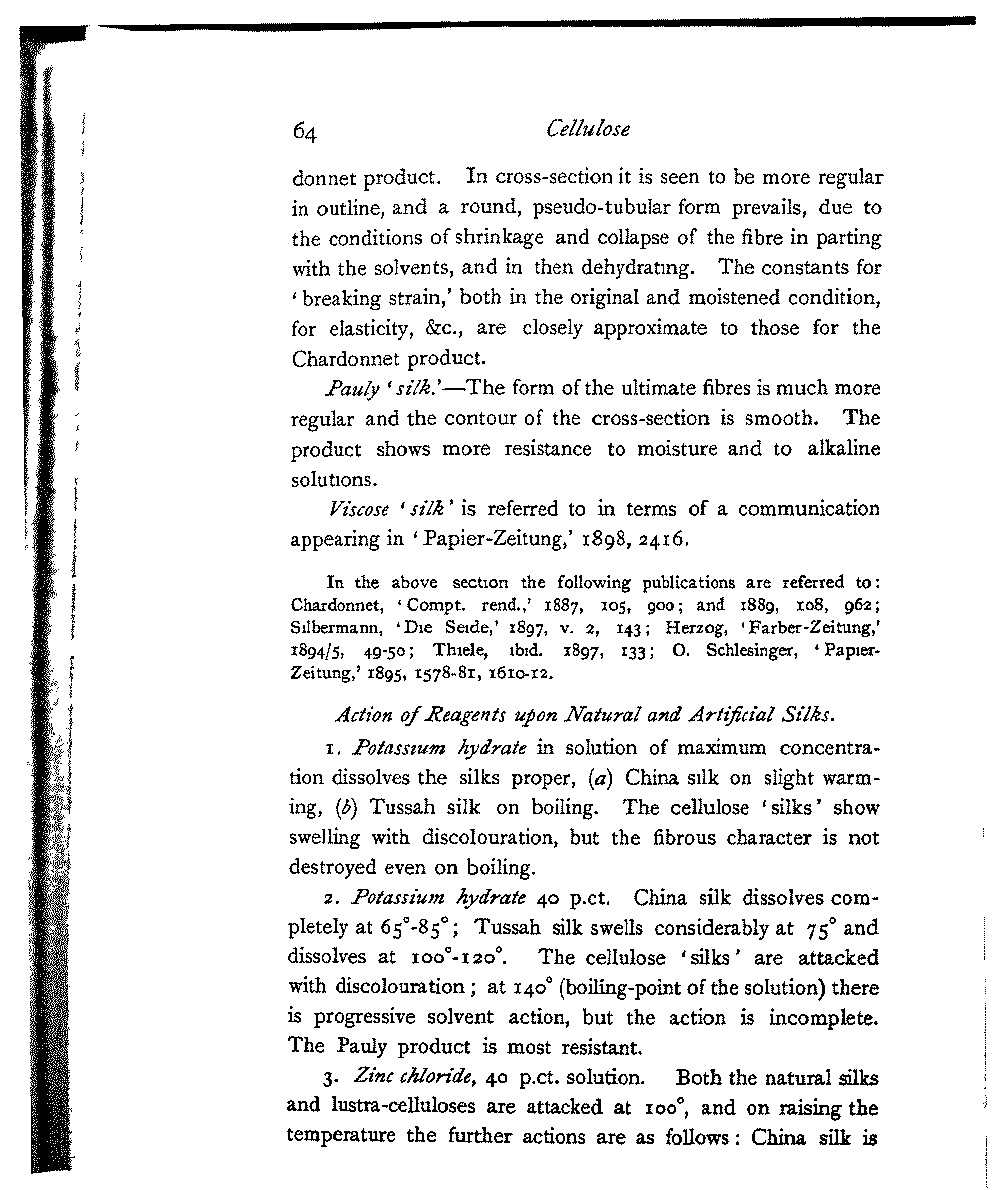 64 Cellulose
donnet product. In cross-section it is seen to be more regular
in outline, and a round, pseudo-tubular form prevails, due to
the conditions of shrinkage and collapse of the fibre in parting
with the solvents, and in then dehydrating. The constants for
‘ breaking strain,’ both in the original and moistened condition,
for elasticity, &c., are closely approximate to those for the
Chardonnet product.
Pauly ‘ silk.’—The form of the ultimate fibres is much more
regular and the contour of the cross-section is smooth. The
product shows more resistance to moisture and to alkaline
solutions.
Viscose ‘ silk ’ is referred to in terms of a communication
appearing in ‘ Papier-Zeitung,’ 1898, 2416.
In the above section the following publications are referred to:
Chardonnet, ‘ Compt. rend.,’ 1887, 105, 900; and 1889, 108, 962;
Silbermann, ‘ Die Seide,’ 1897, v. 2, 143; Herzog, ‘ Farber-Zeitung,’
1894/5, 49-50; Thiele, ibid. 1897, 133; O. Schlesinger, ‘ Papier-
Zeitung,’ 1895, 1578-81, 1610-12.
Action of Reagents upon Natural and Artificial Silks.
1. Potassium hydrate in solution of maximum concentra-
tion dissolves the silks proper, (a) China silk on slight warm-
ing, (b) Tussah silk on boiling. The cellulose ‘ silks ’ show
swelling with discolouration, but the fibrous character is not
destroyed even on boiling.
2. Potassium hydrate 40 p.ct. China silk dissolves com-
pletely at 65°-85°; Tussah silk swells considerably at 75° and
dissolves at 100°-120°. The cellulose ‘ silks ’ are attacked
with discolouration; at 140° (boiling-point of the solution) there
is progressive solvent action, but the action is incomplete.
The Pauly product is most resistant.
3. Zinc chloride, 40 p.ct. solution. Both the natural silks
and lustra-celluloses are attacked at 100°, and on raising the
temperature the further actions are as follows: China silk is